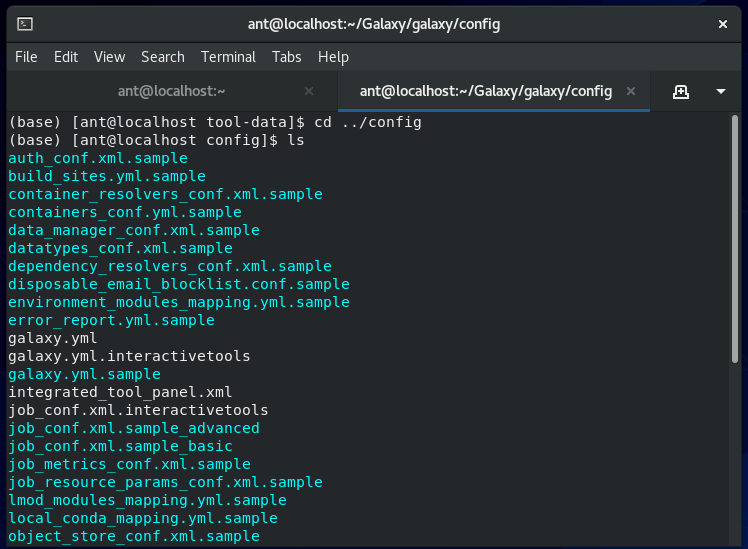 ant@localhost:~/Galaxy/galaxy/config
File Edit View Search Terminal Tabs Help
ant@localhost:~ ant@localhost:~/Galaxy/galaxy/config
(base) [ant@localhost tool-data]$ cd ../config
(base) [ant@localhost config]$ ls
auth_conf.xml.sample
build_sites.yml.sample
container_resolvers_conf.xml.sample
containers_conf.yml.sample
data_manager_conf.xml.sample
datatypes_conf.xml.sample
dependency_resolvers_conf.xml.sample
disposable_email_blocklist.conf.sample
environment_modules_mapping.yml.sample
error_report.yml.sample
galaxy.yml
galaxy.yml.interactivetools
galaxy.yml.sample
integrated_tool_panel.xml
job_conf.xml.interactivetools
job_conf.xml.sample_advanced
job_conf.xml.sample_basic
job_metrics_conf.xml.sample
job_resource_params_conf.xml.sample
lmod_modules_mapping.yml.sample
local_conda_mapping.yml.sample
object_store_conf.xml.sample